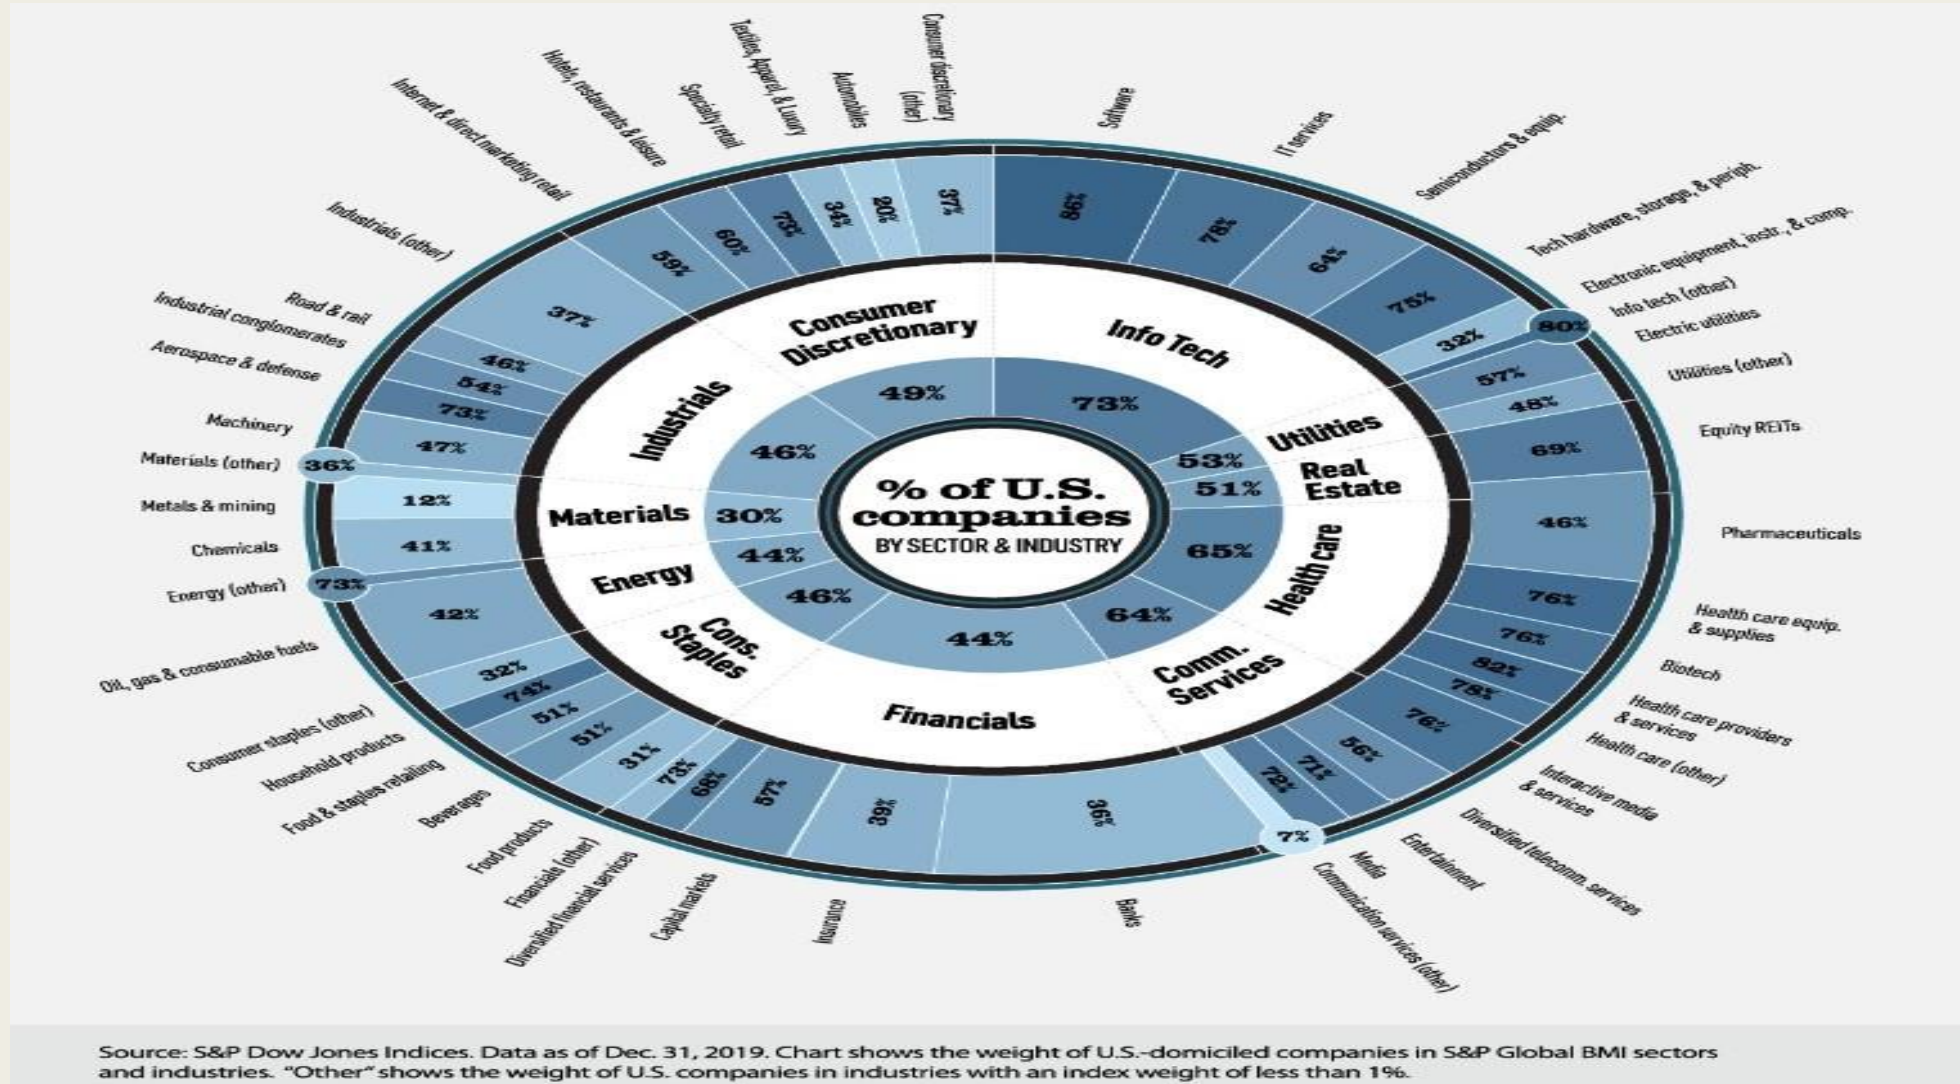 % of U.S.
companies
BY SECTOR & INDUSTRY
73%
53%
51%
65%
64%
44%
46%
44%
30%
46%
49%
Info Tech
Utilities
Real
Estate
Health care
Comm.
Services
Financials
Cons.
Staples
Energy
Materials
Industrials
Consumer
Discretionary
86%
78%
64%
75%
32%
80%
57%
48%
69%
46%
76%
76%
82%
78%
76%
56%
71%
72%
7%
36%
39%
57%
68%
73%
31%
51%
51%
74%
32%
42%
73%
41%
12%
36%
47%
73%
54%
46%
37%
59%
60%
73%
34%
20%
37%
Software
IT services
Semiconductors & equip.
Tech hardware, storage, & periph.
Electronic equipment, instr., & comp.
Info tech (other)
Electric utilities
Utilities (other)
Equity REITs
Pharmaceuticals
Health care equip.
& supplies
Biotech
Health care providers
& services
Health care (other)
Interactive media
& services
Diversified telecomm. services
Entertainment
Media
Communication services (other)
Banks
Insurance
Capital markets
Diversified financial services
Financials (other)
Food products
Beverages
Food & staples retailing
Household products
Consumer staples (other)
Oil, gas & consumable fuels
Energy (other)
Chemicals
Metals & mining
Materials (other)
Machinery
Aerospace & defense
Industrial conglomerates
Road & rail
Industrials (other)
Internet & direct marketing retail
Hotels, restaurants & leisure
Specialty retail
Textiles, Apparel, & Luxury
Automobiles
Consumer discretionary
(other)
Source: S&P Dow Jones Indices. Data as of Dec. 31, 2019. Chart shows the weight of U.S.-domiciled companies in S&P Global BMI sectors
and industries. “Other” shows the weight of U.S. companies in industries with an index weight of less than 1%.